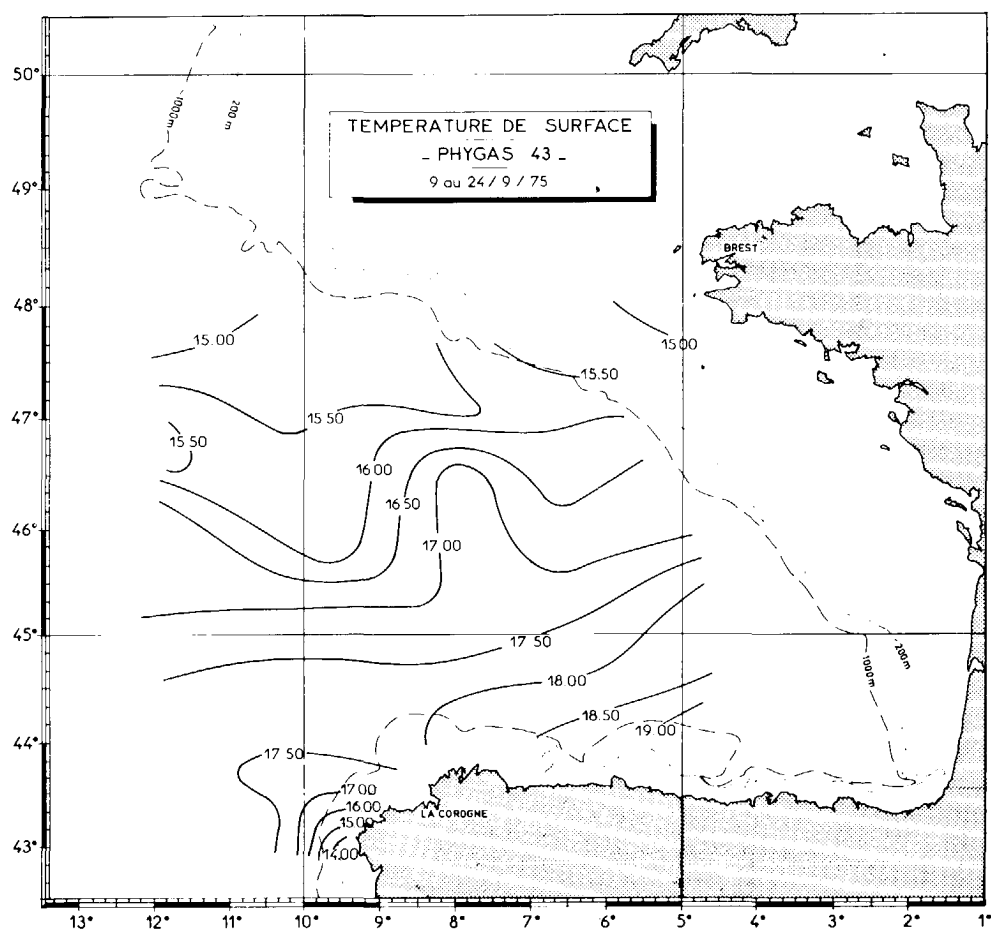 50°
1000m
200 m
TEMPERATURE DE SURFACE
_ PHYGAS 43 _
9 au 24/9/75
49°
BREST
48°
15.00
15 00
15.50
47°
15.50
15 50
16 00
16 50
46°
17 00
45°
17 50
200m
1000m
18.00
18.50
19.00
44°
17 50
17.00
16.00
15.00
14.00
LA COROGNE
43°
13° 12° 11° 10° 9° 8° 7° 6° 5° 4° 3° 2° 1°